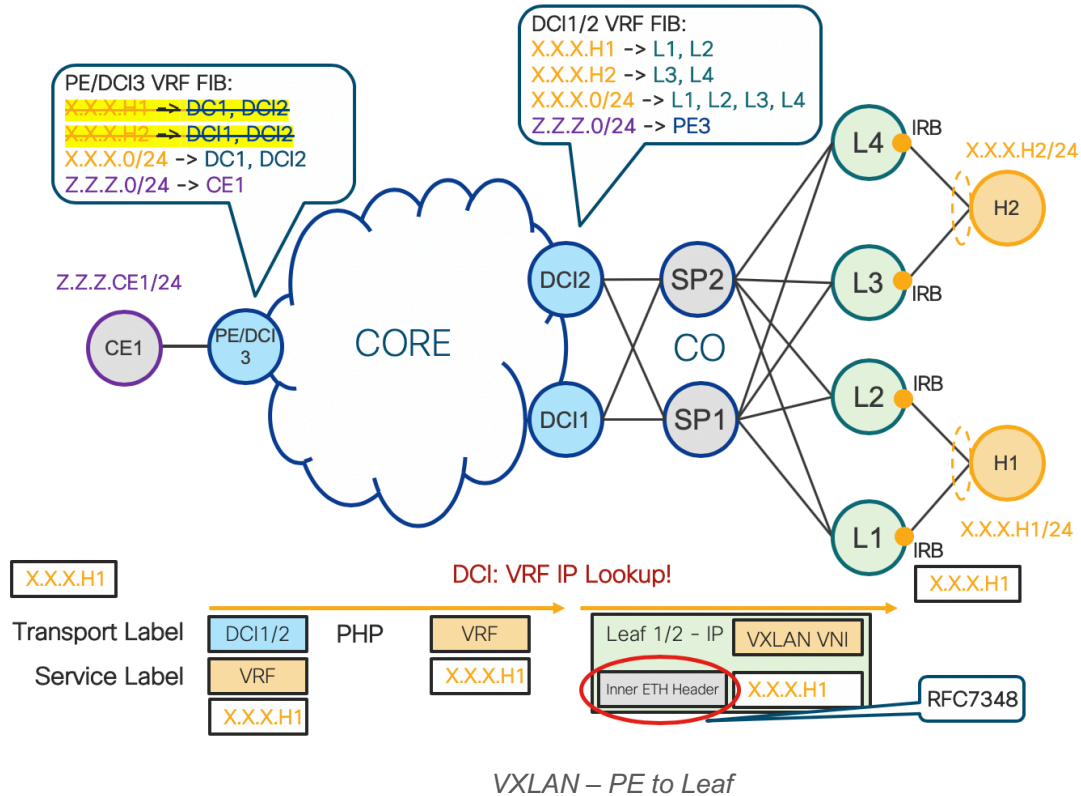 PE/DCI3 VRF FIB:
X.X.X.H1 -> DC1, DCI2
X.X.X.H2 -> DCI1, DCI2
X.X.X.0/24 -> DC1, DCI2
Z.Z.Z.0/24 -> CE1
DCI1/2 VRF FIB:
X.X.X.H1 -> L1, L2
X.X.X.H2 -> L3, L4
X.X.X.0/24 -> L1, L2, L3, L4
Z.Z.Z.0/24 -> PE3
L4
IRB
X.X.X.H2/24
H2
Z.Z.Z.CE1/24
DCI2
SP2
L3
IRB
CE1
PE/DCI
3
CORE
CO
L2
IRB
DCI1
SP1
H1
X.X.X.H1/24
L1
IRB
X.X.X.H1
DCI: VRF IP Lookup!
X.X.X.H1
Transport Label
DCI1/2
PHP
VRF
Leaf 1/2 - IP
VXLAN VNI
Service Label
VRF
X.X.X.H1
Inner ETH Header
X.X.X.H1
X.X.X.H1
RFC7348
VXLAN – PE to Leaf